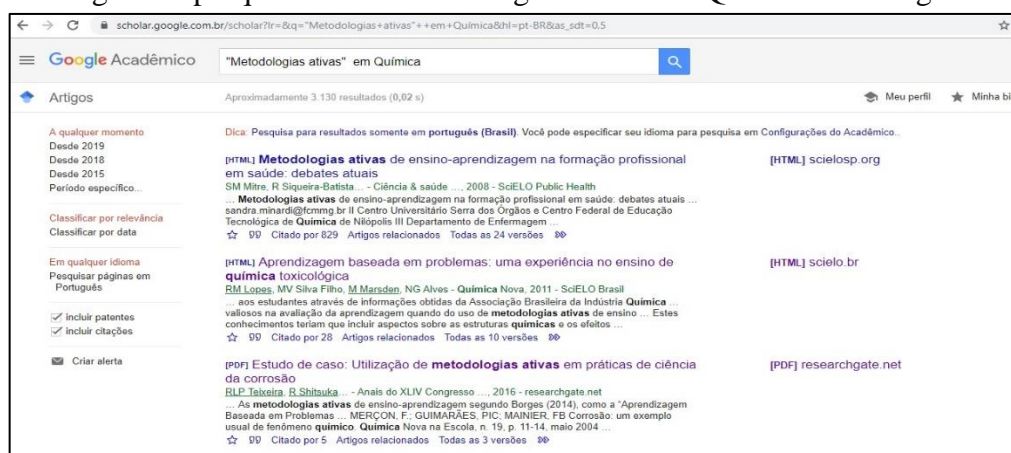 scholar.google.com.br/scholar?lr=&q="Metodologias+ativas"++em+Química&hl=pt-BR&as_sdt=0,5
Google Acadêmico
"Metodologias ativas" em Química
Artigos
Aproximadamente 3.130 resultados (0,02 s)
Meu perfil
Minha bi
A qualquer momento
Desde 2019
Desde 2018
Desde 2015
Período específico...
Classificar por relevância
Classificar por data
Em qualquer idioma
Pesquisar páginas em
Português
incluir patentes
incluir citações
Criar alerta
Dica: Pesquisa para resultados somente em português (Brasil). Você pode especificar seu idioma para pesquisa em Configurações do Acadêmico..
[HTML] Metodologias ativas de ensino-aprendizagem na formação profissional
em saúde: debates atuais
SM Mitre, R Siqueira-Batista... - Ciência & saúde ..., 2008 - SciELO Public Health
... Metodologias ativas de ensino-aprendizagem na formação profissional em saúde: debates atuais ...
sandra.minardi@fcmmg.br II Centro Universitário Serra dos Órgãos e Centro Federal de Educação
Tecnológica de Química de Nilópolis III Departamento de Enfermagem ...
Citado por 829 Artigos relacionados Todas as 24 versões
[HTML] scielosp.org
[HTML] Aprendizagem baseada em problemas: uma experiência no ensino de
química toxicológica
RM Lopes, MV Silva Filho, M Marsden, NG Alves - Química Nova, 2011 - SciELO Brasil
... aos estudantes através de informações obtidas da Associação Brasileira da Indústria Química ...
valiosos na avaliação da aprendizagem quando do uso de metodologias ativas de ensino ... Estes
conhecimentos teriam que incluir aspectos sobre as estruturas químicas e os efeitos ...
Citado por 28 Artigos relacionados Todas as 10 versões
[HTML] scielo.br
[PDF] Estudo de caso: Utilização de metodologias ativas em práticas de ciência
da corrosão
RLP Teixeira, R Shitsuka... - Anais do XLIV Congresso ..., 2016 - researchgate.net
... As metodologias ativas de ensino-aprendizagem segundo Borges (2014), como a "Aprendizagem
Baseada em Problemas ... MERÇON, F.; GUIMARÃES, PIC; MAINIER, FB Corrosão: um exemplo
usual de fenômeno químico. Química Nova na Escola, n. 19, p. 11-14, maio 2004 ...
Citado por 5 Artigos relacionados Todas as 3 versões
[PDF] researchgate.net